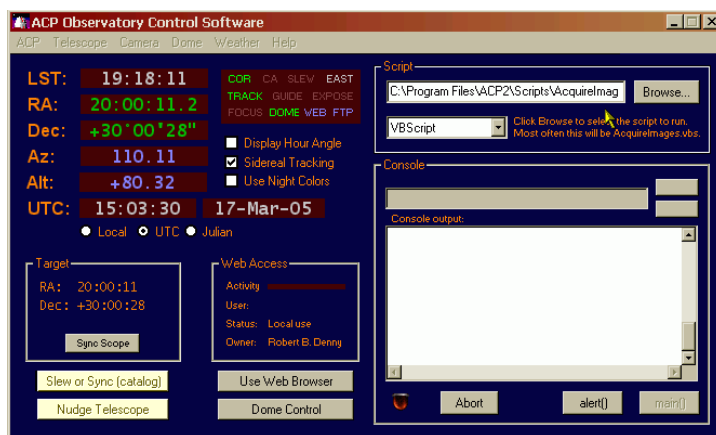 ACP Observatory Control Software
ACP Telescope Camera Dome Weather Help
LST: 19:18:11
RA: 20:00:11.2
Dec: +30°00'28"
Az: 110.11
Alt: +80.32
UTC: 15:03:30 17-Mar-05
Local UTC Julian
COR CA SLEW EAST
TRACK GUIDE EXPOSE
FOCUS DOME WEB FTP
Display Hour Angle
Sidereal Tracking
Use Night Colors
Target
RA: 20:00:11
Dec: +30:00:28
Sync Scope
Web Access
Activity
User:
Status: Local use
Owner: Robert B. Denny
Slew or Sync (catalog)
Use Web Browser
Nudge Telescope
Dome Control
Script
C:\Program Files\ACP2\Scripts\AcquireImag
Browse...
VBScript
Click Browse to select the script to run.
Most often this will be AcquireImages.vbs.
Console
Console output:
Abort
alert()
main()